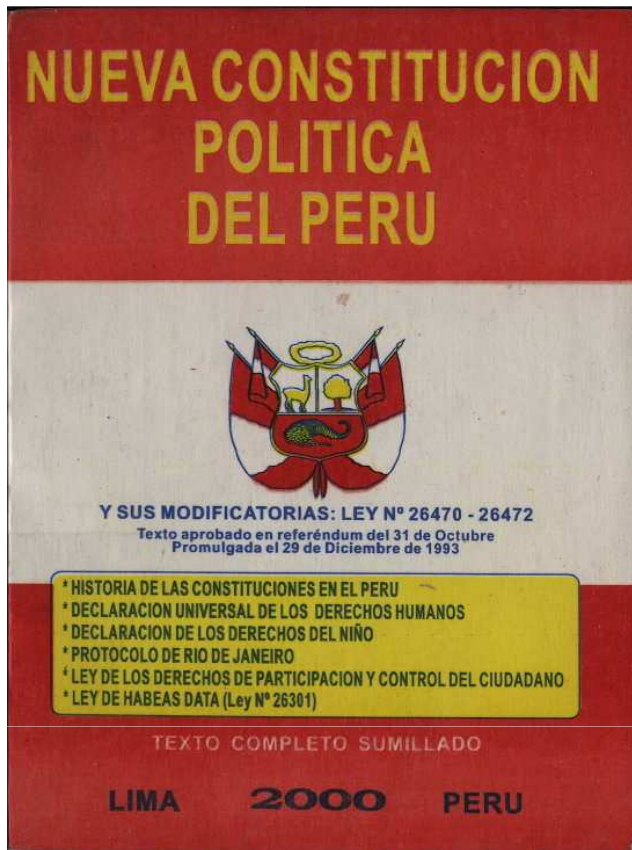 NUEVA CONSTITUCION
POLITICA
DEL PERU
Y SUS MODIFICATORIAS: LEY Nº 26470 - 26472
Texto aprobado en referéndum del 31 de Octubre
Promulgada el 29 de Diciembre de 1993
* HISTORIA DE LAS CONSTITUCIONES EN EL PERU
* DECLARACION UNIVERSAL DE LOS DERECHOS HUMANOS
* DECLARACION DE LOS DERECHOS DEL NIÑO
* PROTOCOLO DE RIO DE JANEIRO
* LEY DE LOS DERECHOS DE PARTICIPACION Y CONTROL DEL CIUDADANO
* LEY DE HABEAS DATA (Ley Nº 26301)
TEXTO COMPLETO SUMILLADO
LIMA 2000 PERU